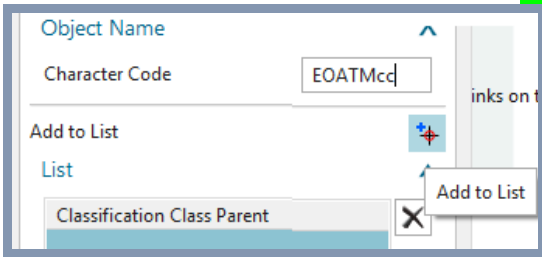 Object Name
Character Code EOATMcc
inks on t
Add to List
List
Add to List
Classification Class Parent